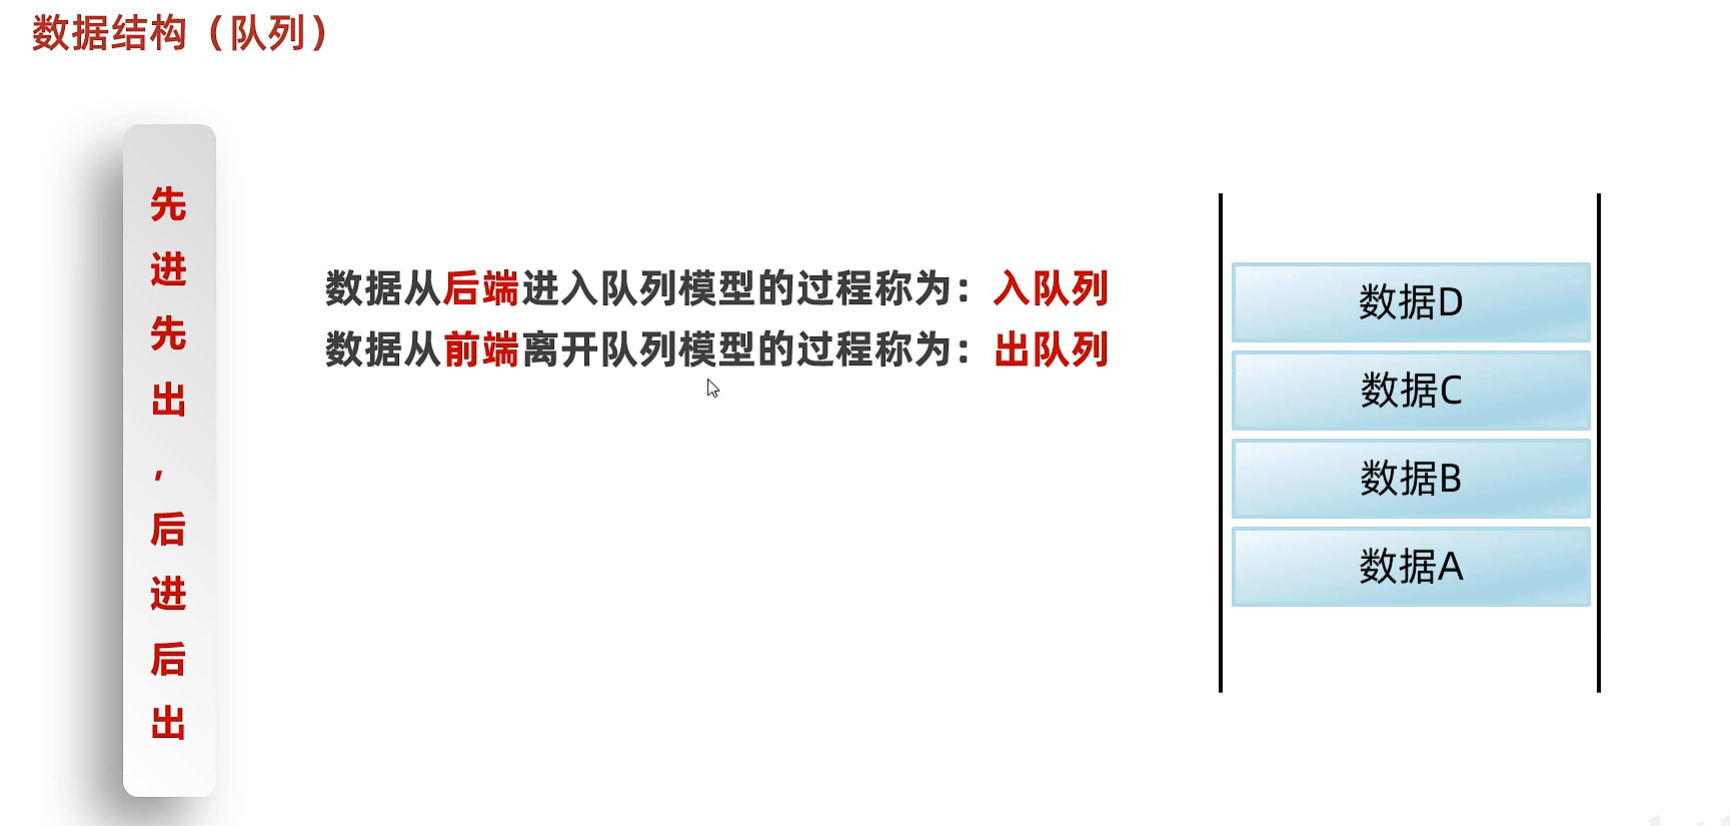 数据结构（队列）
先进先出，后进后出
数据从后端进入队列模型的过程称为：入队列
数据从前端离开队列模型的过程称为：出队列
数据D
数据C
数据B
数据A